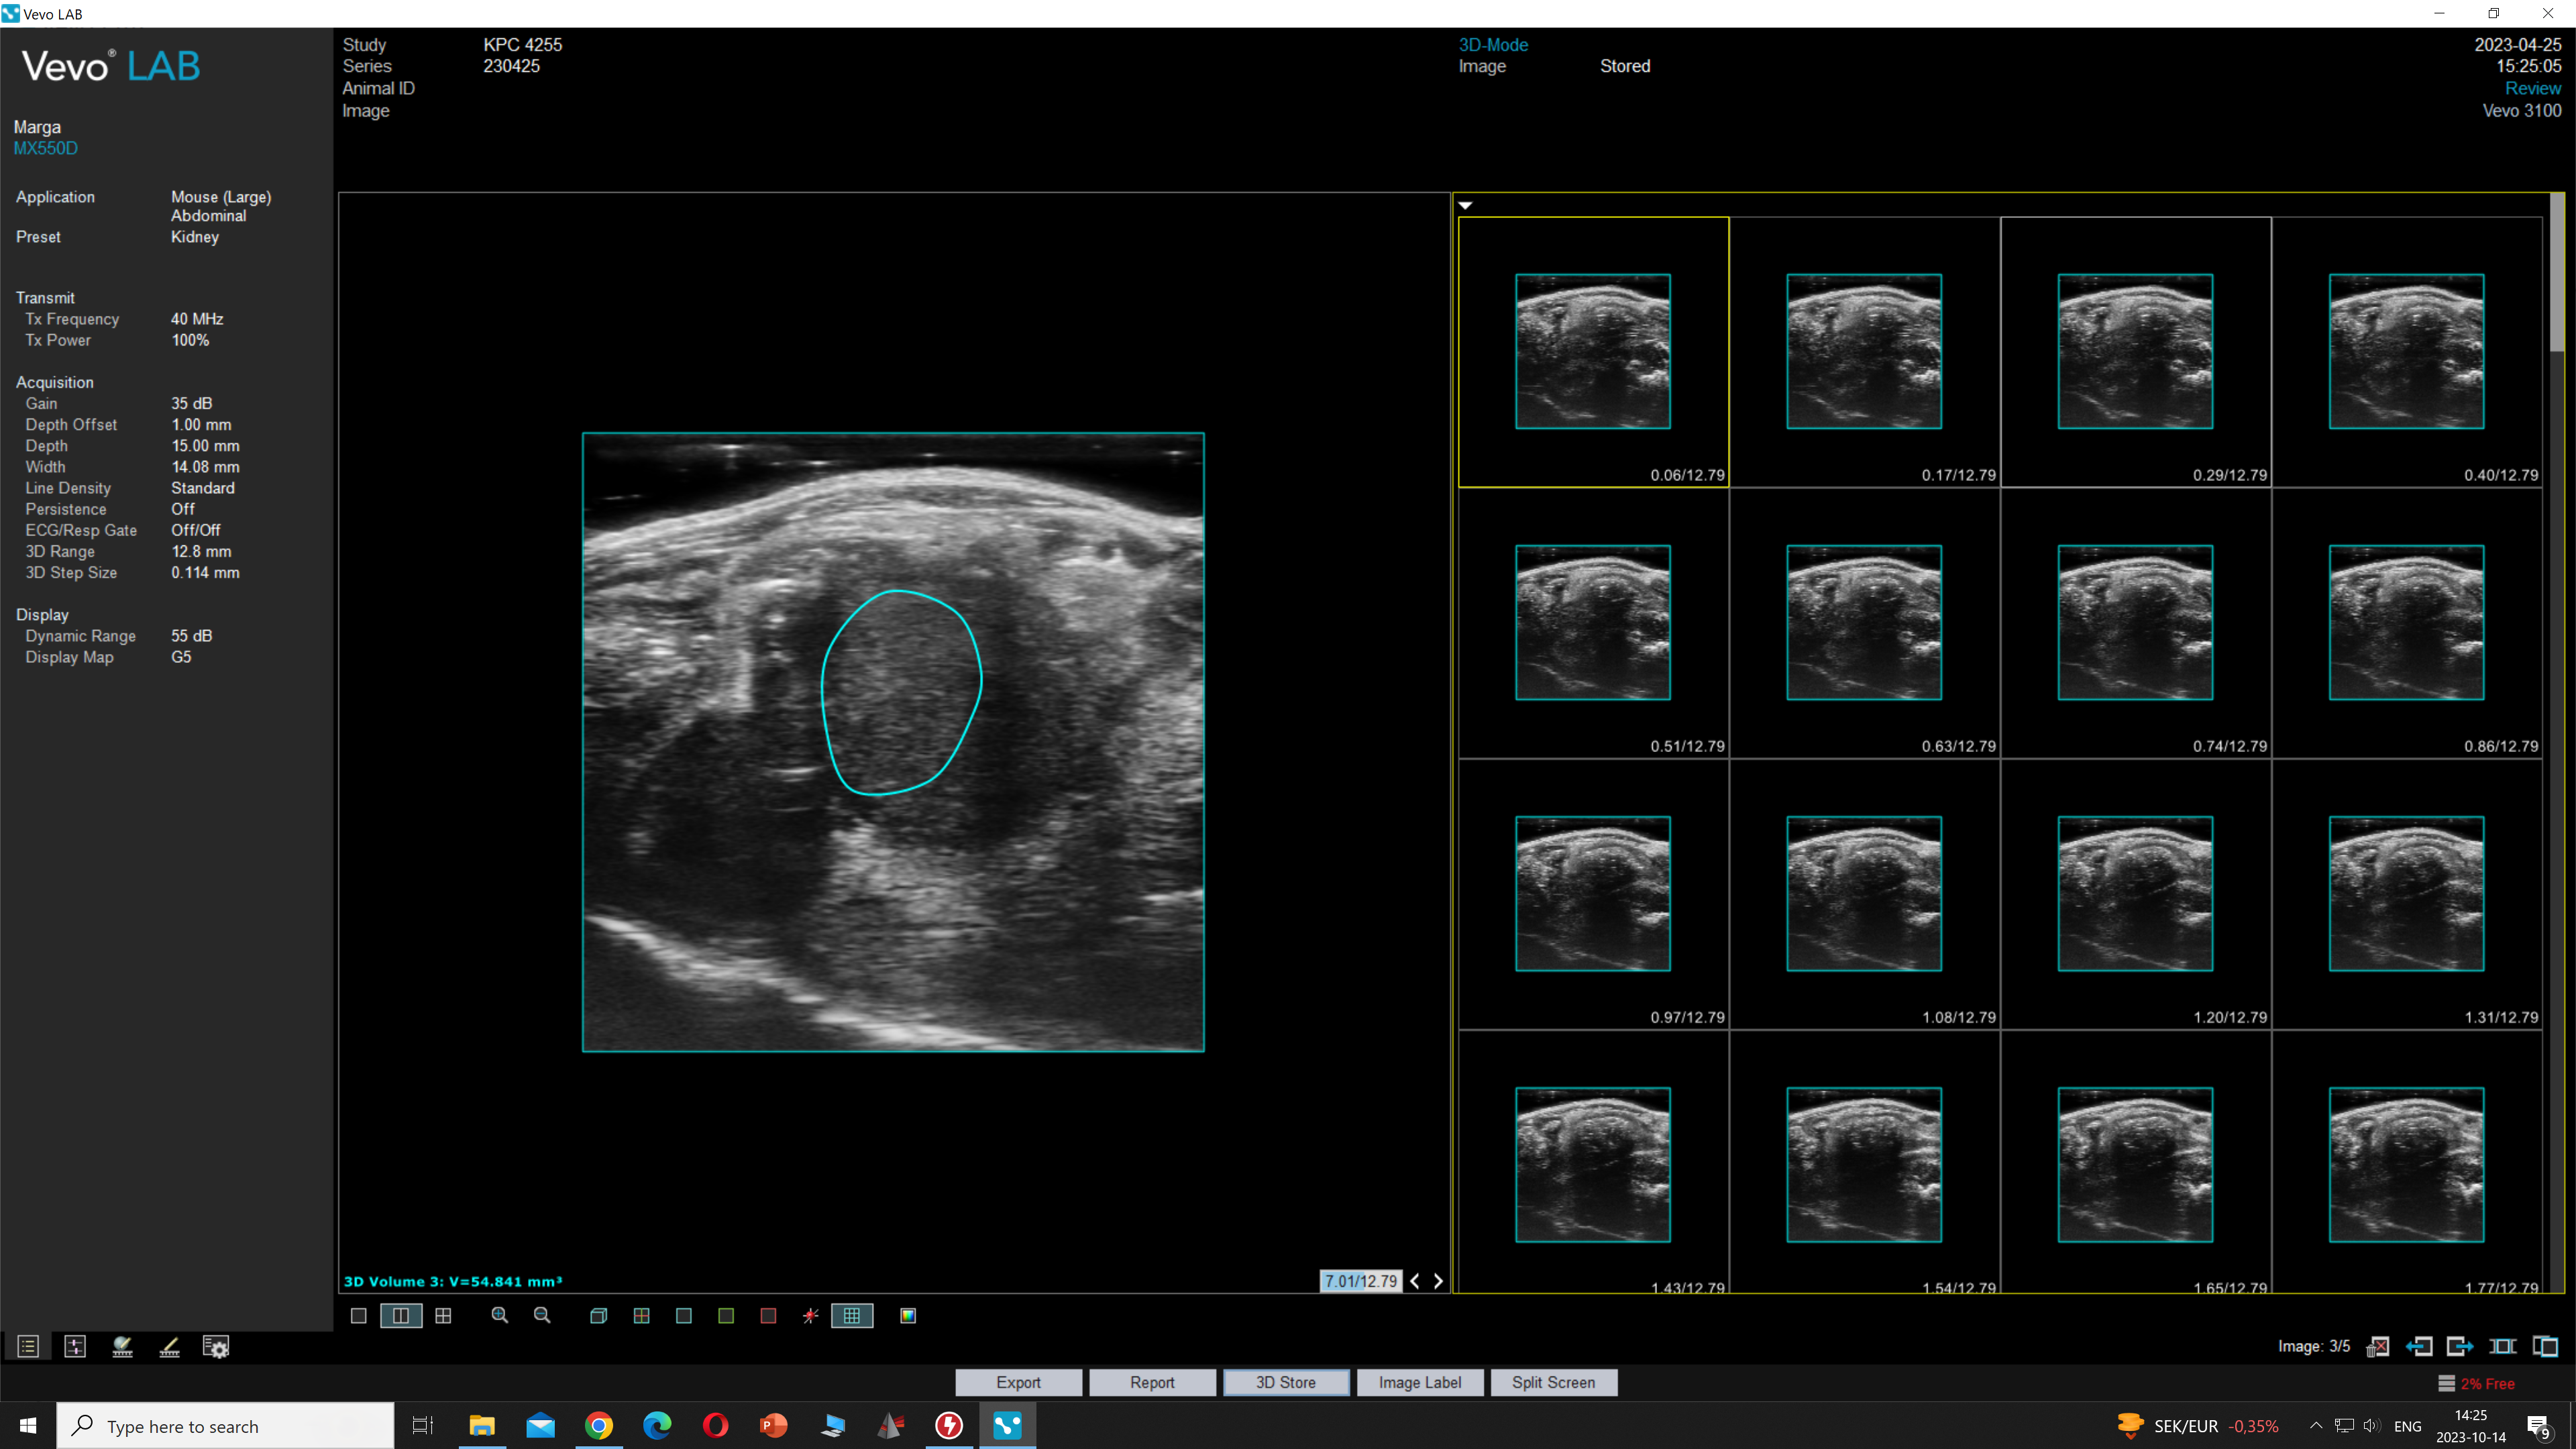 Vevo LAB
Vevo® LAB
Marga
MX550D
Application Mouse (Large)
Abdominal
Preset Kidney
Transmit
Tx Frequency 40 MHz
Tx Power 100%
Acquisition
Gain 35 dB
Depth Offset 1.00 mm
Depth 15.00 mm
Width 14.08 mm
Line Density Standard
Persistence Off
ECG/Resp Gate Off/Off
3D Range 12.8 mm
3D Step Size 0.114 mm
Display
Dynamic Range 55 dB
Display Map G5
Study KPC 4255
Series 230425
Animal ID
Image
3D-Mode
Image Stored
2023-04-25
15:25:05
Review
Vevo 3100
0.06/12.79 0.17/12.79 0.29/12.79 0.40/12.79
0.51/12.79 0.63/12.79 0.74/12.79 0.86/12.79
0.97/12.79 1.08/12.79 1.20/12.79 1.31/12.79
1.43/12.79 1.54/12.79 1.65/12.79 1.77/12.79
3D Volume 3: V=54.841 mm³
7.01/12.79
Image: 3/5
Export Report 3D Store Image Label Split Screen
2% Free
Type here to search
P
SEK/EUR -0,35%
ENG
14:25
2023-10-14
9